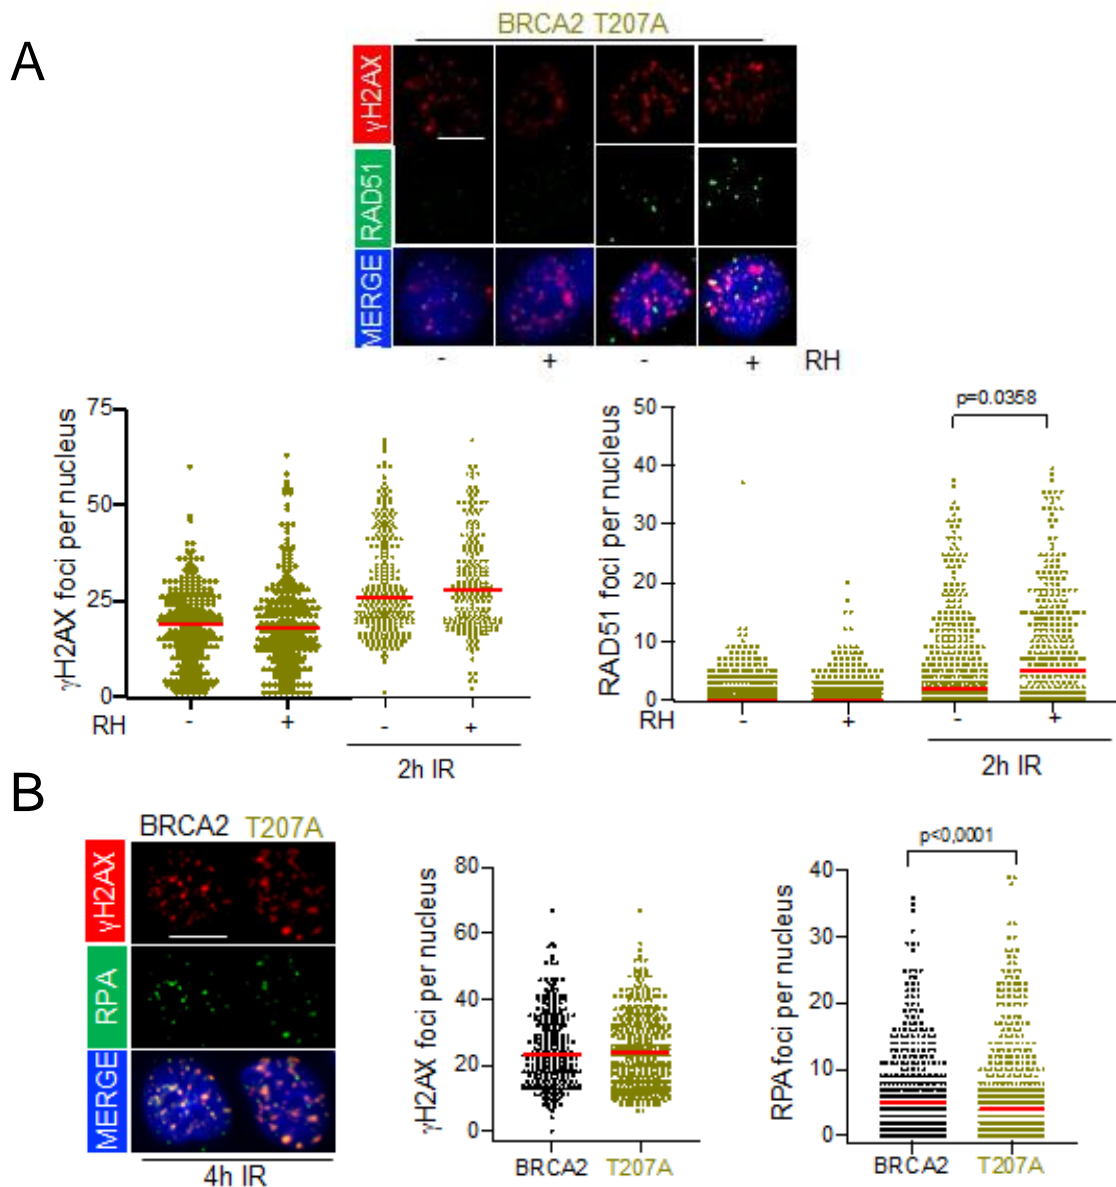 A
BRCA2 T207A
γH2AX
RAD51
MERGE
- + - + RH
γH2AX foci per nucleus
75
50
25
0
RH - + - +
2h IR
RAD51 foci per nucleus
50
40
30
20
10
0
p=0.0358
RH - + - +
2h IR
B
BRCA2 T207A
γH2AX
RPA
MERGE
4h IR
γH2AX foci per nucleus
80
60
40
20
0
BRCA2 T207A
RPA foci per nucleus
40
30
20
10
0
p<0,0001
BRCA2 T207A